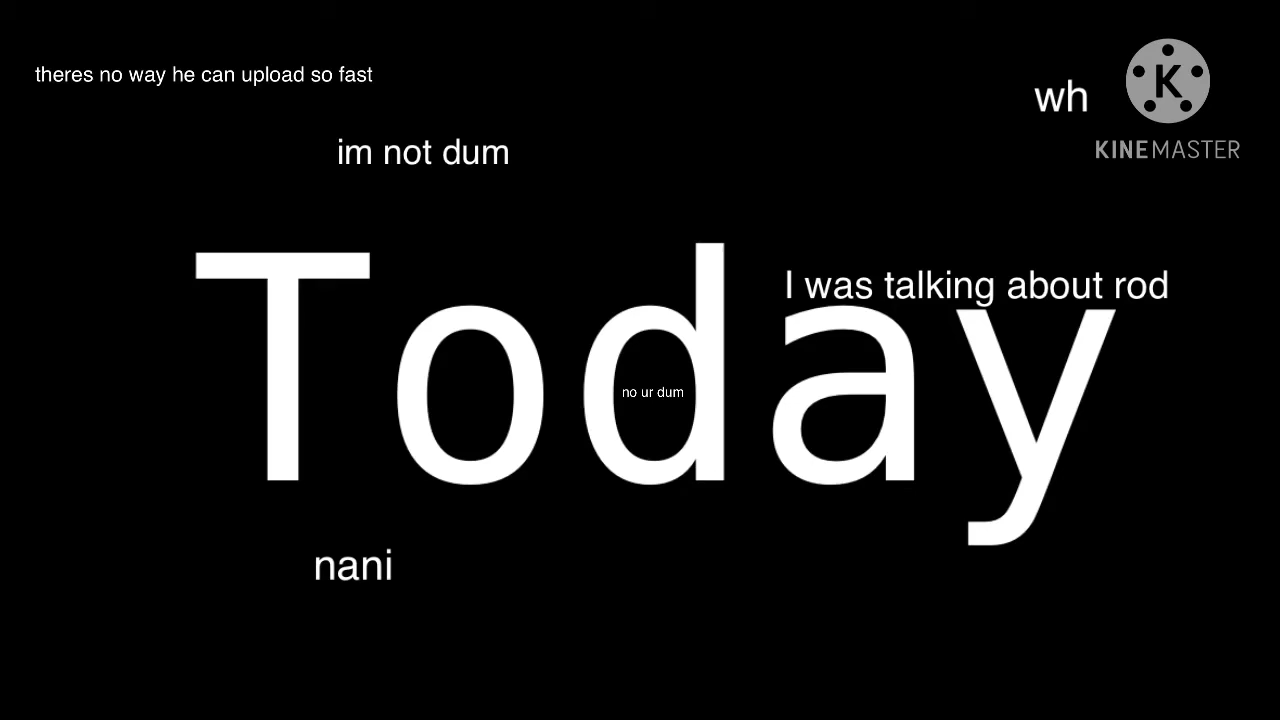 theres no way he can upload so fast
wh
K
KINEMASTER
im not dum
I was talking about rod
Today
no ur dum
nani